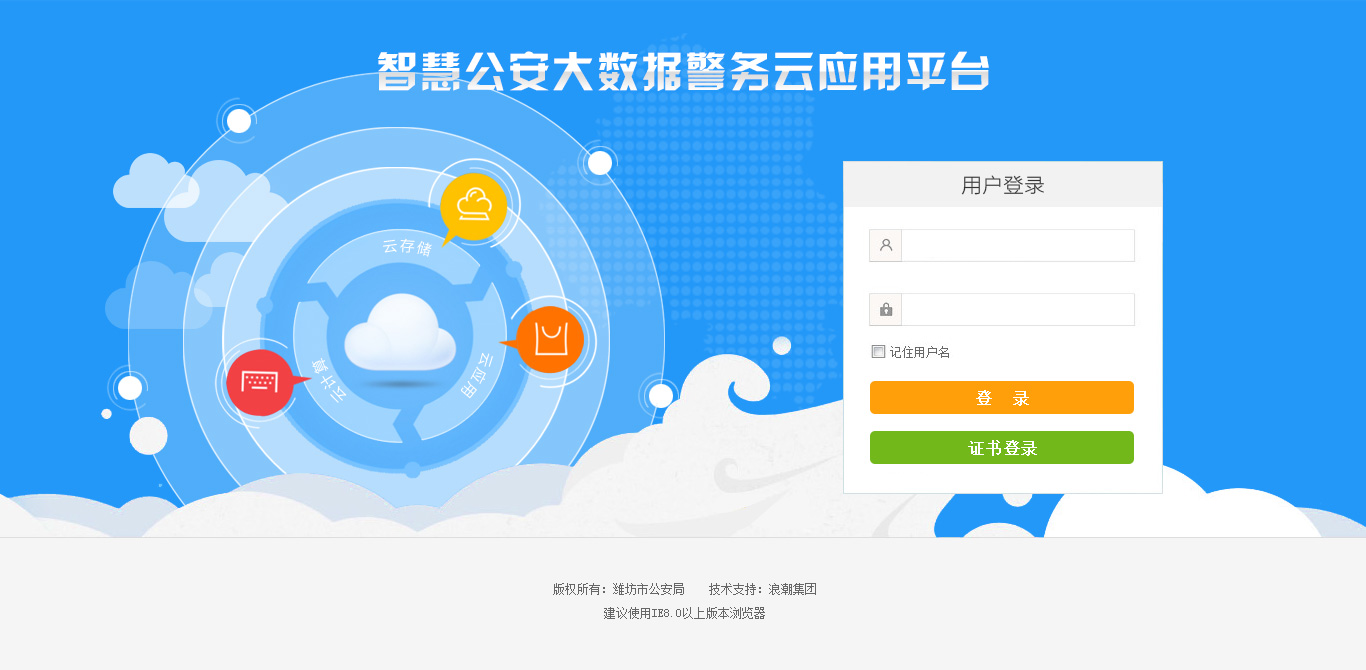 智慧公安大数据警务云应用平台
用户登录
云存储
云计算
云应用
记住用户名
登 录
证书登录
版权所有：潍坊市公安局 技术支持：浪潮集团
建议使用IE8.0以上版本浏览器